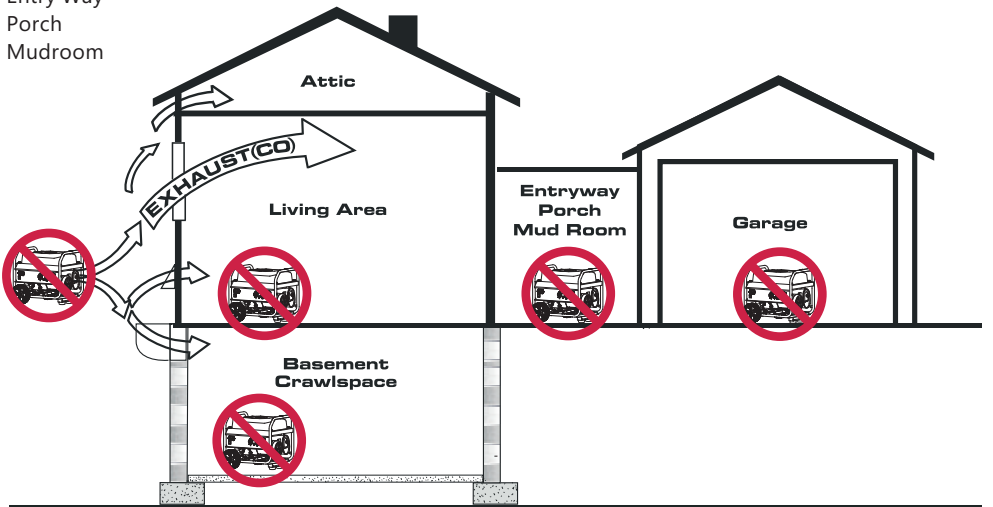 Porch
Mudroom
Attic
EXHAUST(CO)
Living Area
Entryway
Porch
Mud Room
Garage
Basement
Crawlspace